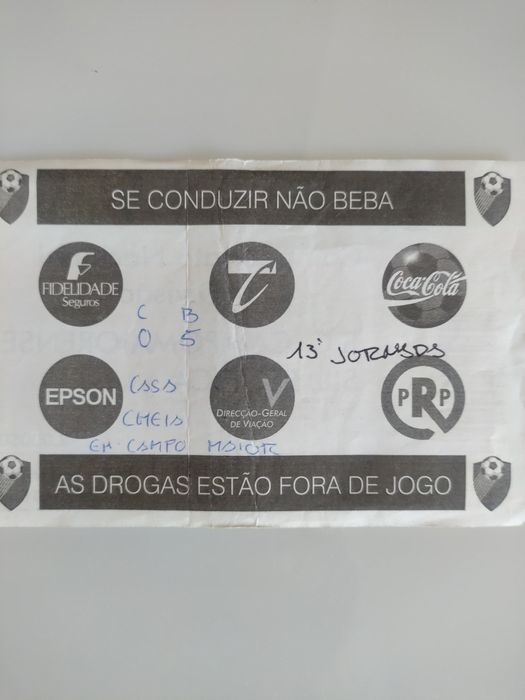 SE CONDUZIR NÃO BEBA
FIDELIDADE
Seguros
TC
Coca-Cola
C B
0 5
13ª JORNADA
EPSON
CASA
CHEIA
EM CAMPO MAIOR
V
DIRECÇÃO-GERAL
DE VIAÇÃO
PRP
AS DROGAS ESTÃO FORA DE JOGO